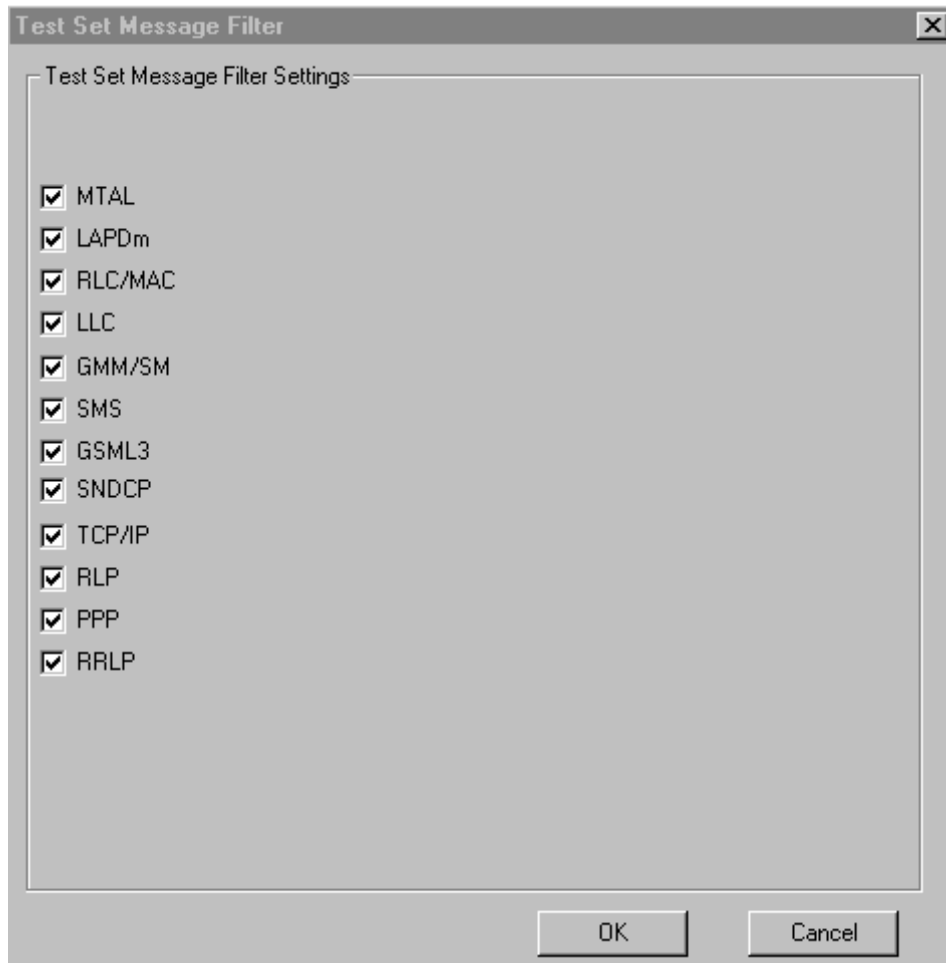 Test Set Message Filter
Test Set Message Filter Settings
MTAL
LAPDm
RLC/MAC
LLC
GMM/SM
SMS
GSML3
SNDCP
TCP/IP
RLP
PPP
RRLP
OK
Cancel